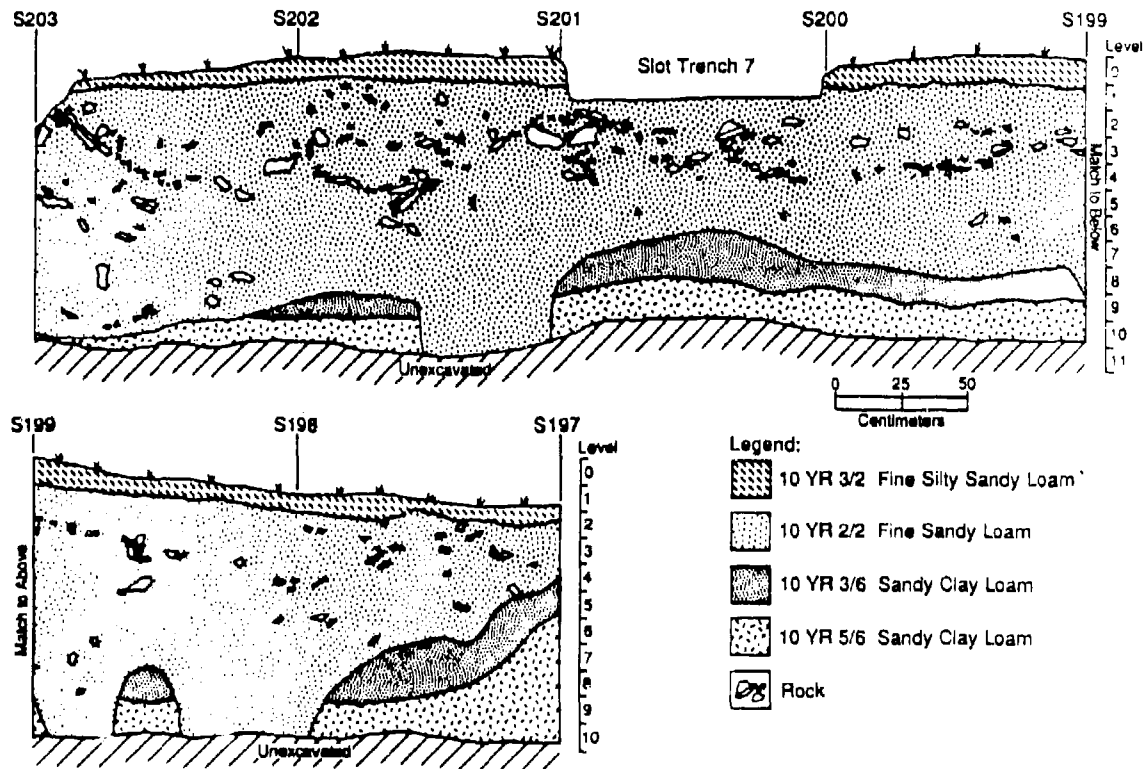 S203 S202 S201 S200 S199
Level
Slot Trench 7
0
1
2
3
4
5
6
7
8
9
10
11
Match to Below
Unexcavated
0 25 50
Centimeters
S199 S198 S197
Level
0
1
2
3
4
5
6
7
8
9
10
Match to Above
Unexcavated
Legend:
10 YR 3/2 Fine Silty Sandy Loam
10 YR 2/2 Fine Sandy Loam
10 YR 3/6 Sandy Clay Loam
10 YR 5/6 Sandy Clay Loam
Rock